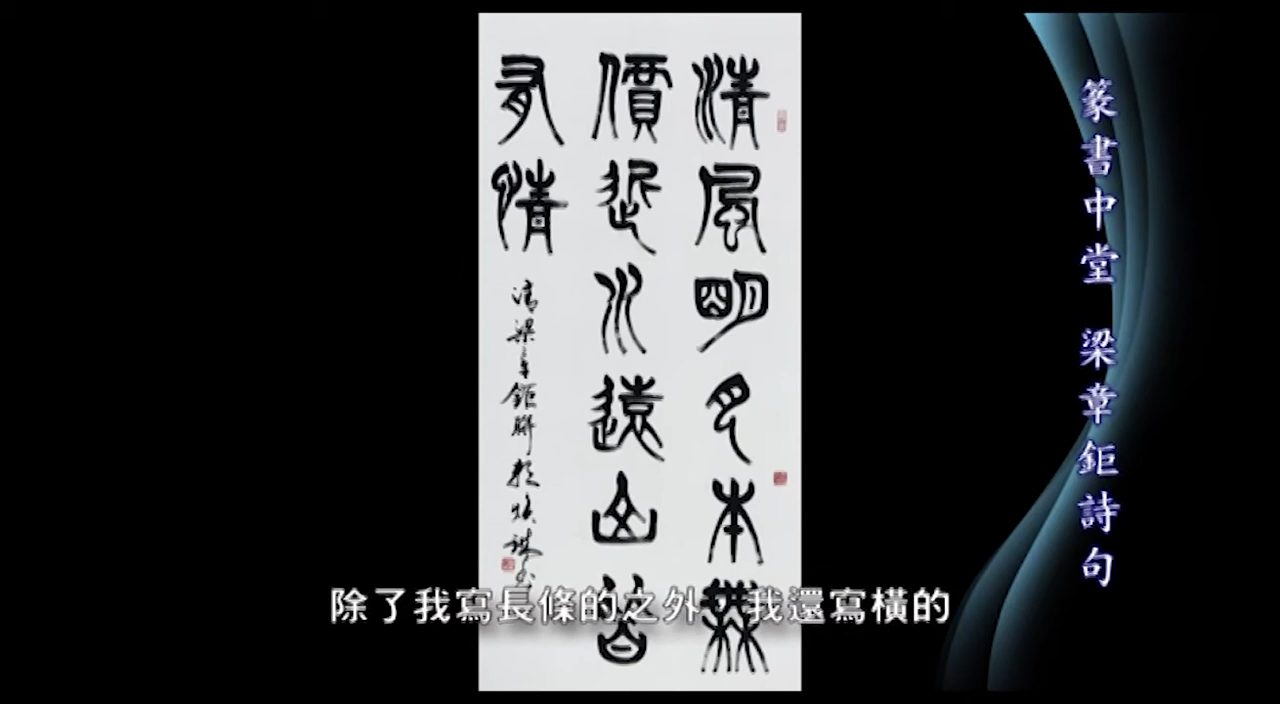 清風明月本無
價近水遠山皆
有情
清梁章鉅聯
篆書中堂 梁章鉅詩句
除了我寫長條的之外 我還寫橫的